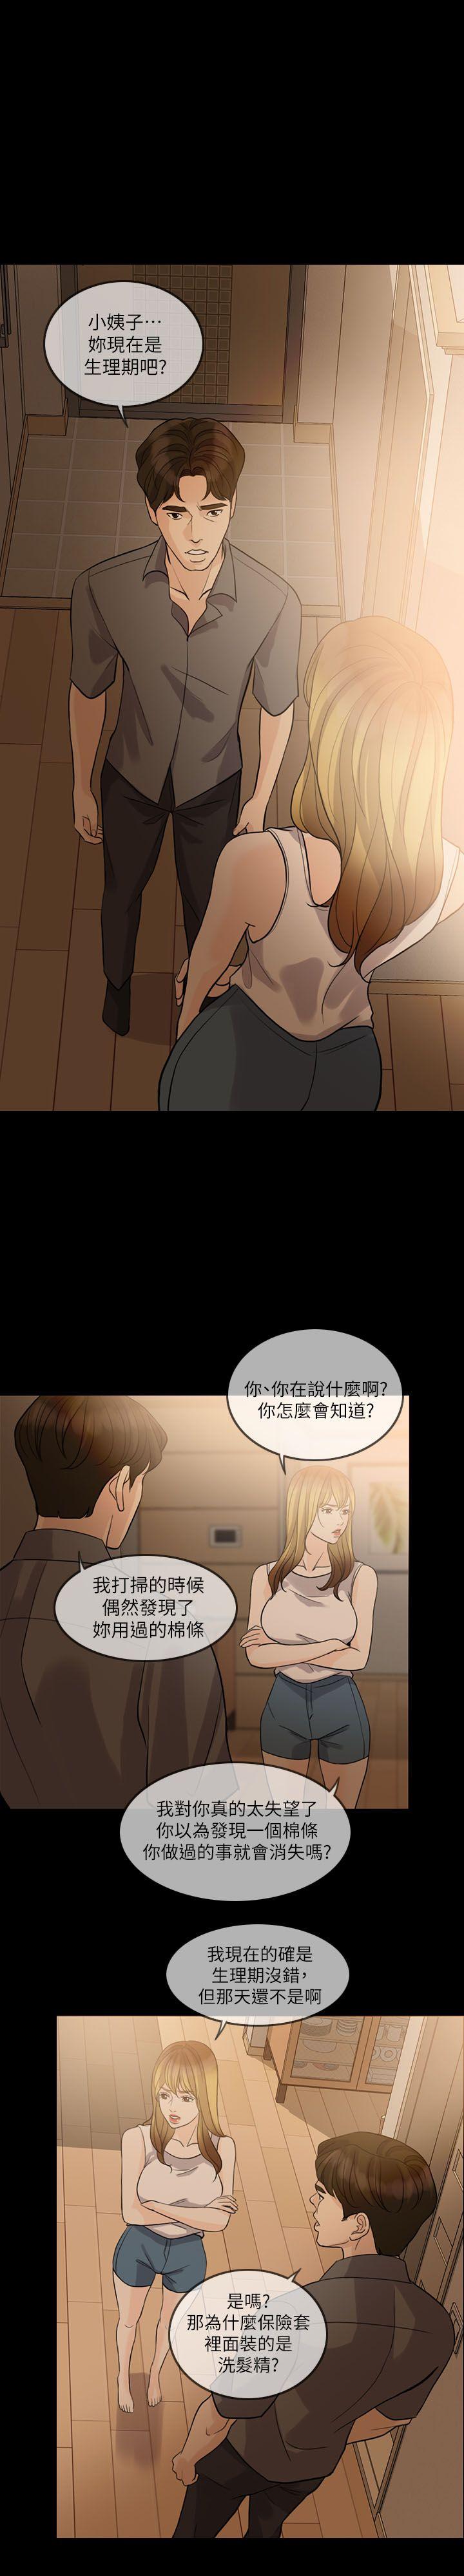 小姨子…
妳現在是
生理期吧?
你、你在說什麼啊?
你怎麼會知道?
我打掃的時候
偶然發現了
妳用過的棉條
我對你真的太失望了
你以為發現一個棉條
你做過的事就會消失嗎?
我現在的確是
生理期沒錯,
但那天還不是啊
是嗎?
那為什麼保險套
裡面裝的是
洗髮精?